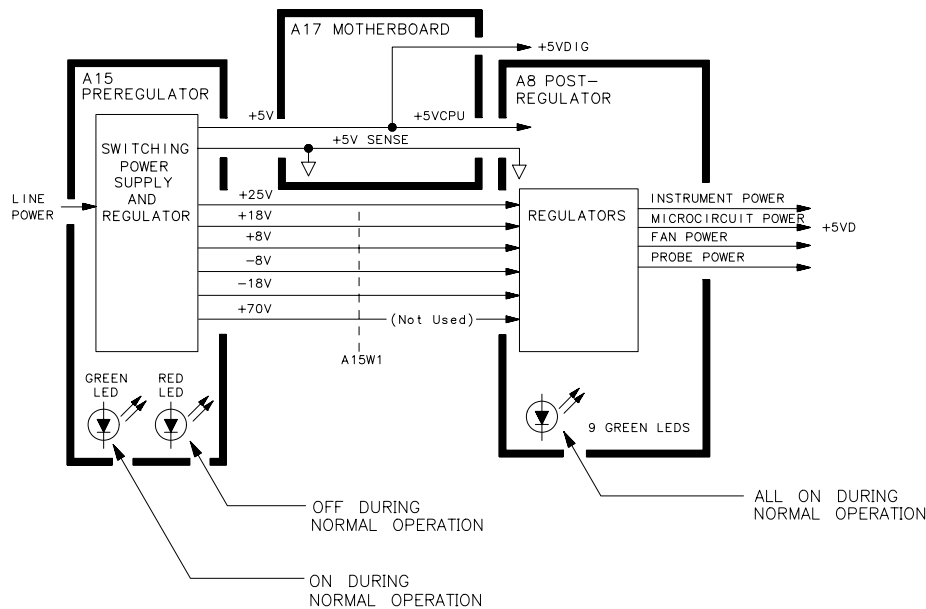 A17 MOTHERBOARD
+5VDIG
A15
PREREGULATOR
A8 POST-
REGULATOR
+5V
+5VCPU
+5V SENSE
SWITCHING
POWER
SUPPLY
AND
REGULATOR
LINE
POWER
+25V
+18V
+8V
-8V
-18V
+70V
(Not Used)
A15W1
REGULATORS
INSTRUMENT POWER
MICROCIRCUIT POWER
+5VD
FAN POWER
PROBE POWER
GREEN
LED
RED
LED
9 GREEN LEDS
OFF DURING
NORMAL OPERATION
ALL ON DURING
NORMAL OPERATION
ON DURING
NORMAL OPERATION